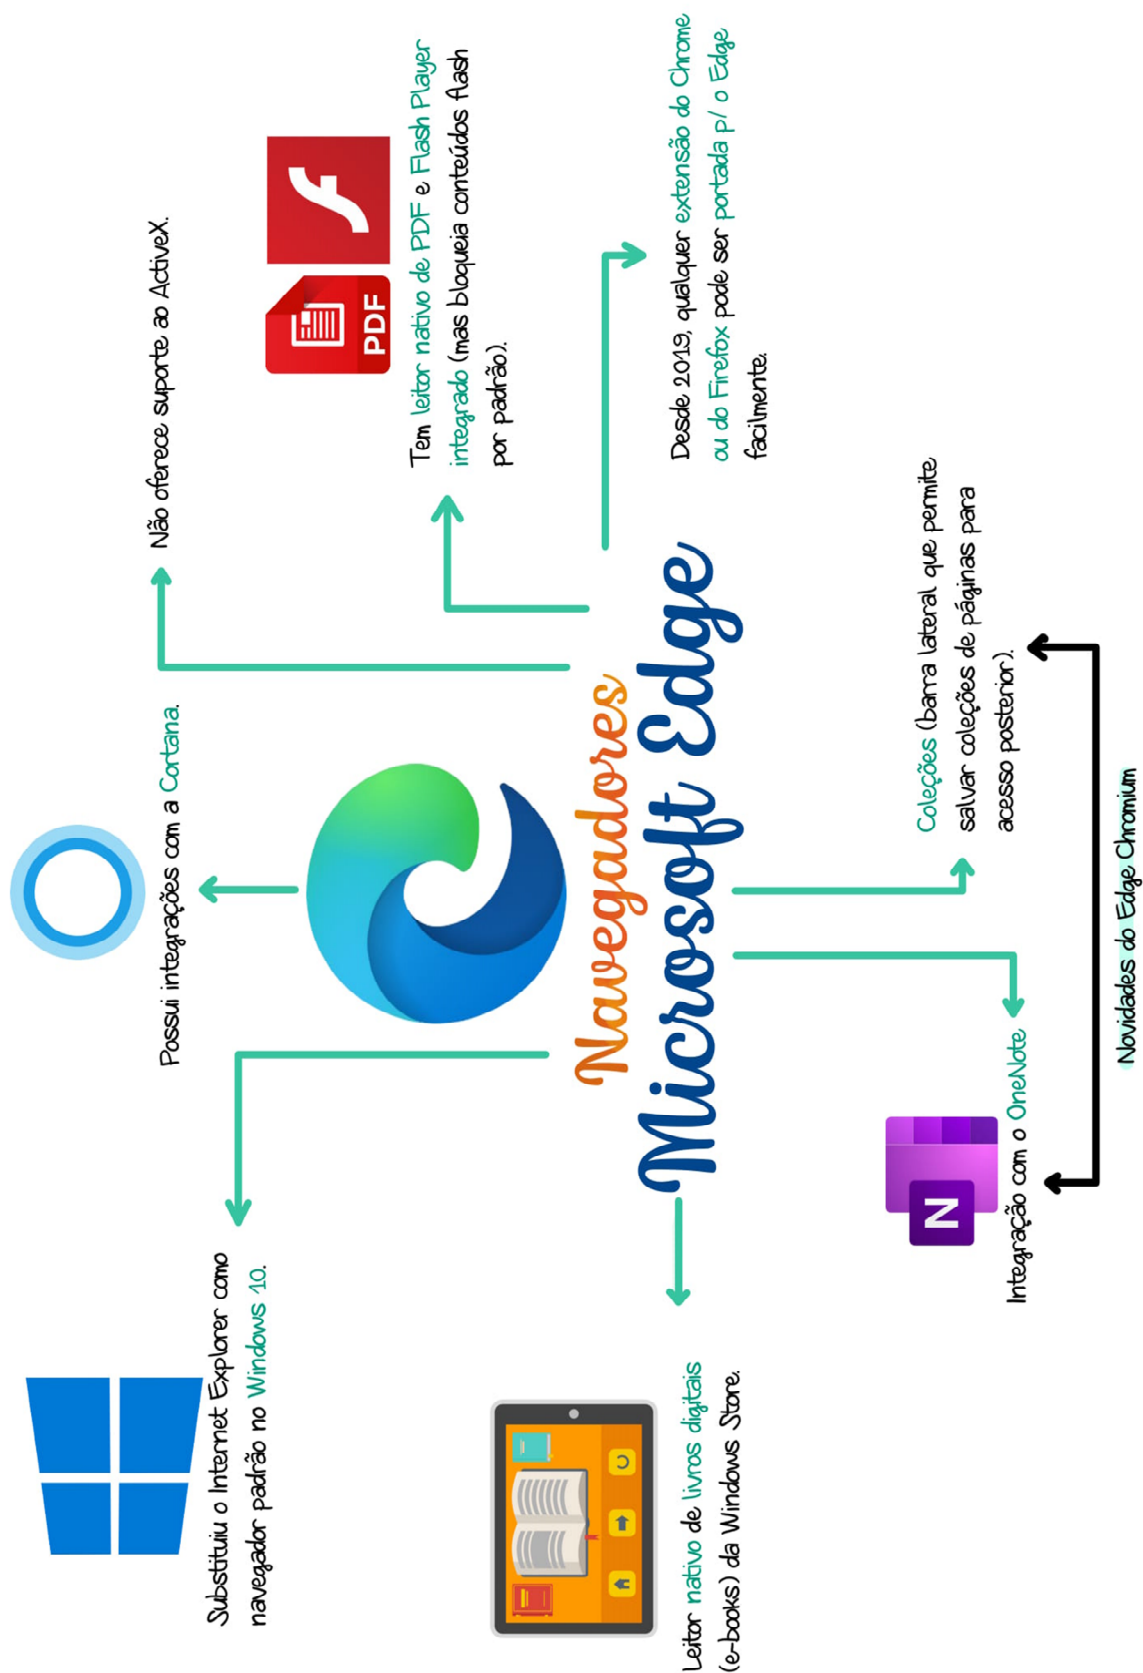 Navegadores
Microsoft Edge
Substituiu o Internet Explorer como
navegador padrão no Windows 10.
Possui integrações com a Cortana.
Não oferece suporte ao ActiveX.
PDF
Tem leitor nativo de PDF e Flash Player
integrado (mas bloqueia conteúdos flash
por padrão).
Desde 2019, qualquer extensão do Chrome
ou do Firefox pode ser portada p/ o Edge
facilmente.
Leitor nativo de livros digitais
(e-books) da Windows Store.
N
Integração com o OneNote
Coleções (barra lateral que permite
salvar coleções de páginas para
acesso posterior).
Novidades do Edge Chromium